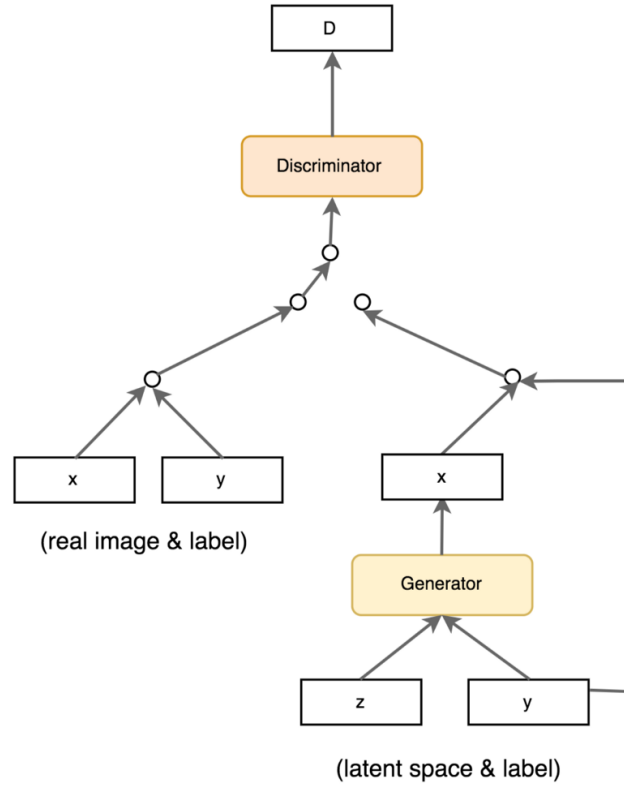 D
Discriminator
x
y
(real image & label)
x
Generator
z
y
(latent space & label)